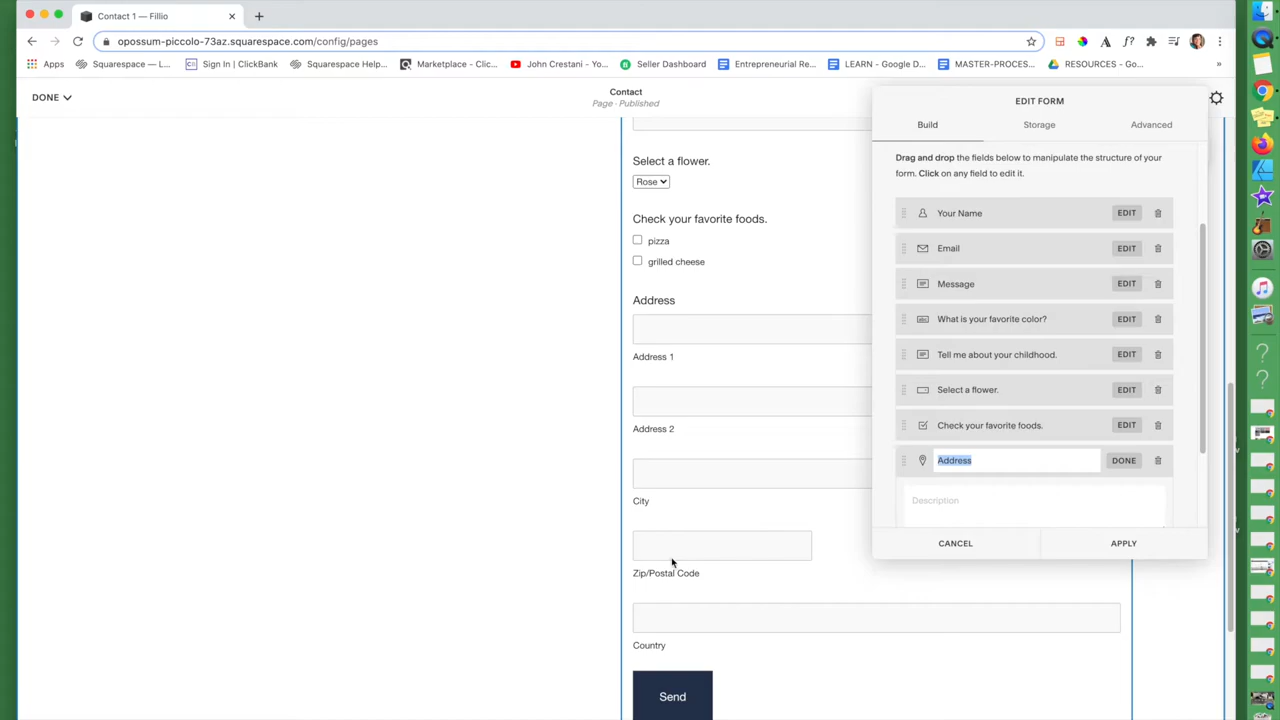 Contact 1 — Fillio
opossum-piccolo-73az.squarespace.com/config/pages
Apps
Squarespace — L...
Sign In | ClickBank
Squarespace Help...
Marketplace - Clic...
John Crestani - Yo...
Seller Dashboard
Entrepreneurial Re...
LEARN - Google D...
MASTER-PROCES...
RESOURCES - Go...
»
DONE
Contact
Page · Published
EDIT FORM
Build
Storage
Advanced
Drag and drop the fields below to manipulate the structure of your
form. Click on any field to edit it.
Your Name EDIT
Email EDIT
Message EDIT
What is your favorite color? EDIT
Tell me about your childhood. EDIT
Select a flower. EDIT
Check your favorite foods. EDIT
Address DONE
Description
CANCEL
APPLY
Select a flower.
Rose
Check your favorite foods.
pizza
grilled cheese
Address
Address 1
Address 2
City
Zip/Postal Code
Country
Send